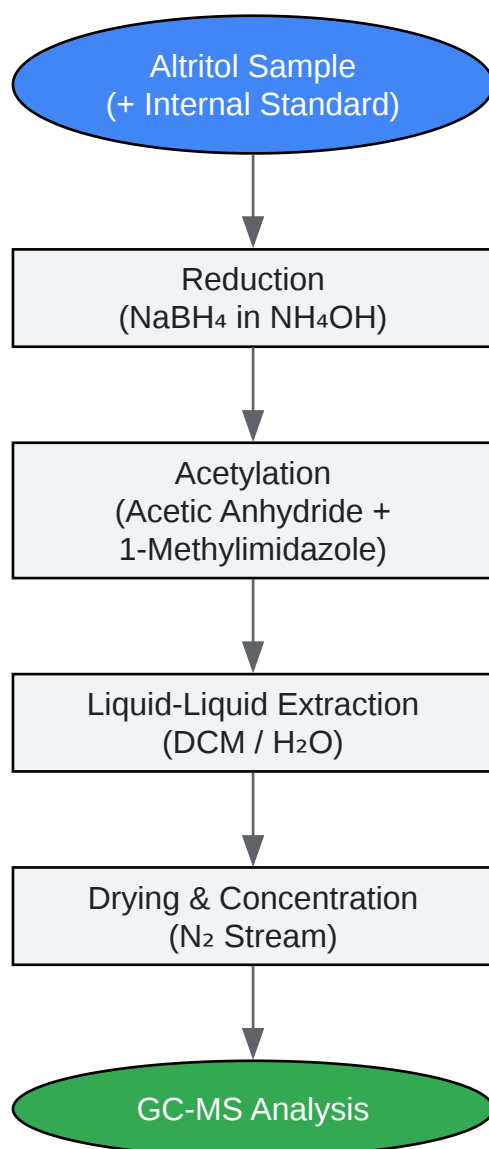 Altritol Sample
(+ Internal Standard)
Reduction
(NaBH₄ in NH₄OH)
Acetylation
(Acetic Anhydride +
1-Methylimidazole)
Liquid-Liquid Extraction
(DCM / H₂O)
Drying & Concentration
(N₂ Stream)
GC-MS Analysis